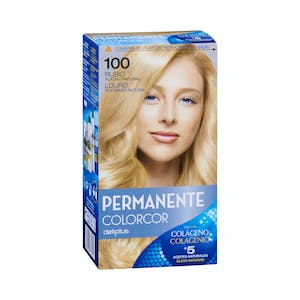 100
RUBIO
PLATINO NATURAL
LOURO
PLATINADO NATURAL
PERMANENTE
COLORCOR
deliplus
COLÁGENO
COLAGÉNIO
+5
ACEITES NATURALES
ÓLEOS NATURAIS